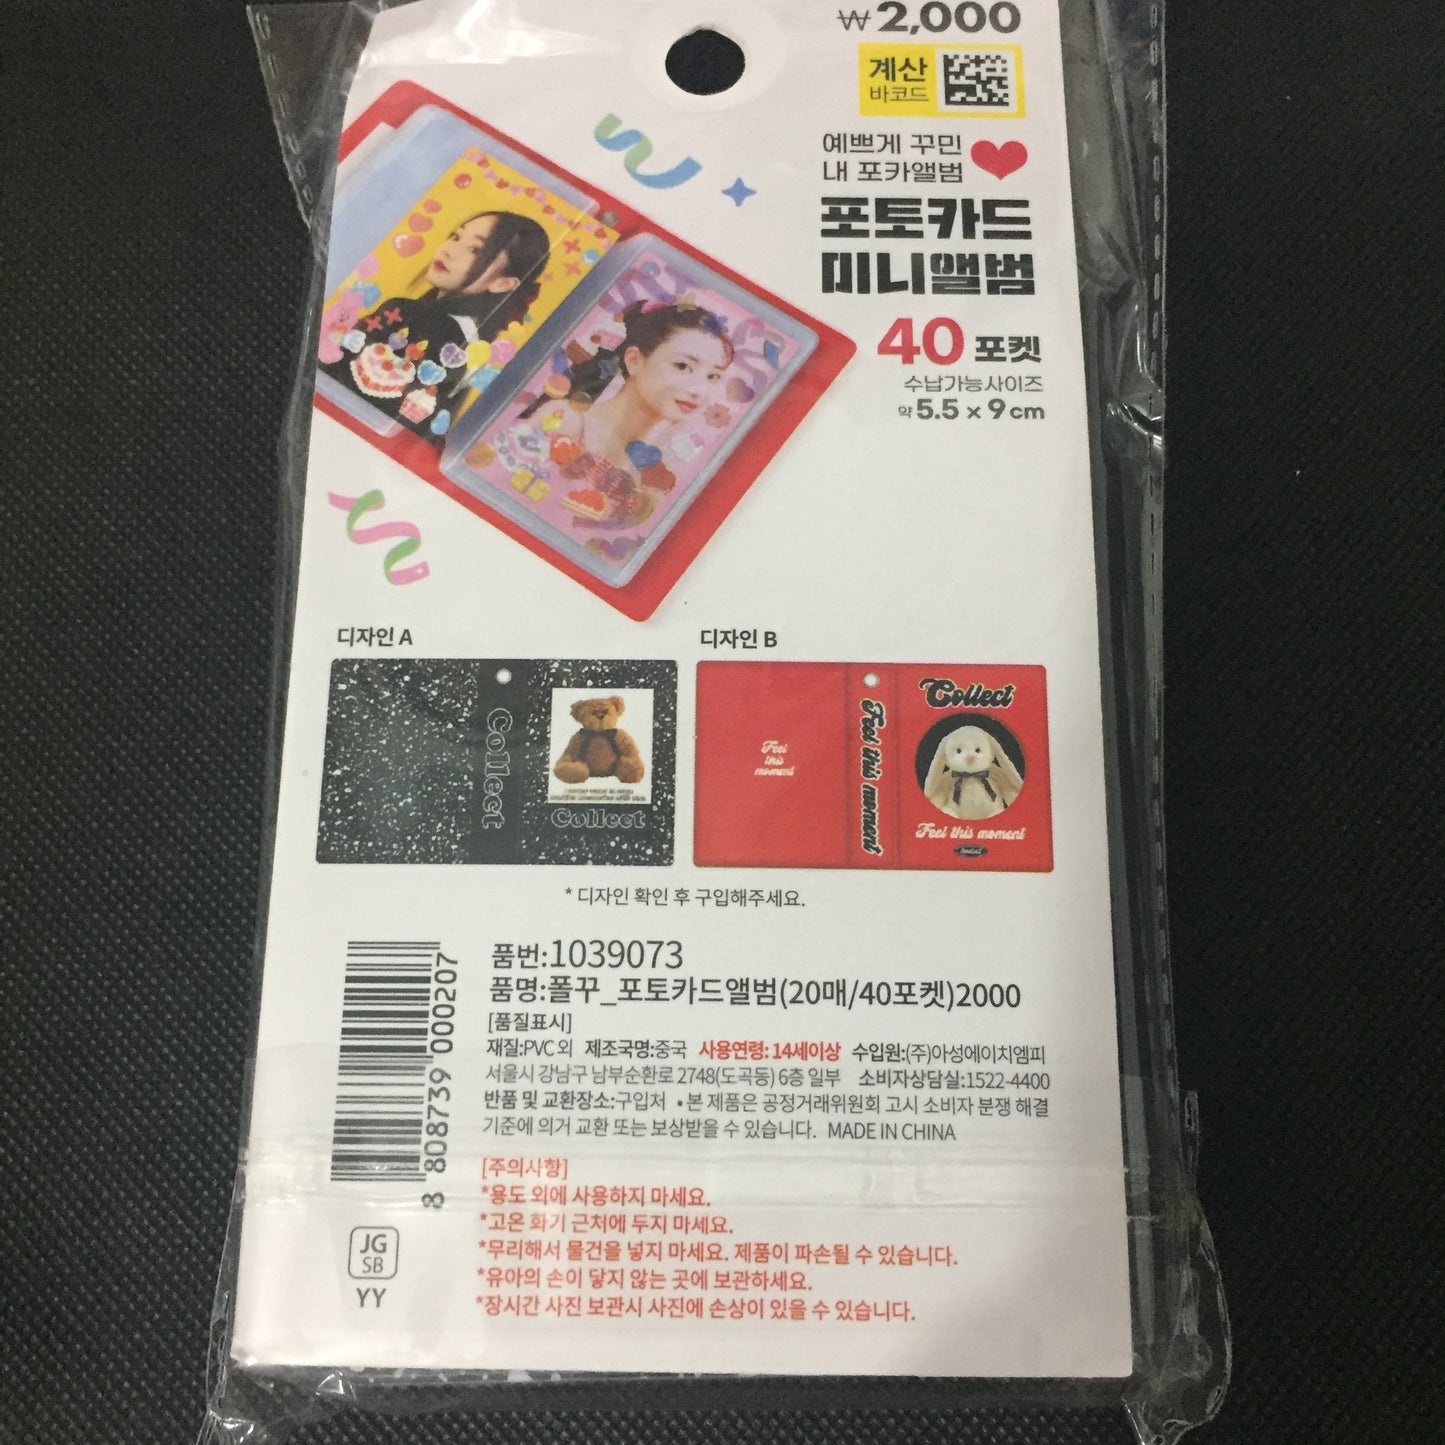 ₩2,000
계산
바코드
예쁘게 꾸민
내 포카앨범
포토카드
미니앨범
40 포켓
수납가능사이즈
약 5.5 × 9 cm
디자인 A
디자인 B
Collect
Collect
Feel
this
moment
Feel this moment
Collect
Feel this moment
* 디자인 확인 후 구입해주세요.
8 808739 000207
품번:1039073
품명:폴꾸_포토카드앨범(20매/40포켓)2000
[품질표시]
재질:PVC 외 제조국명:중국 사용연령: 14세이상 수입원:(주)아성에이치엠피
서울시 강남구 남부순환로 2748(도곡동) 6층 일부 소비자상담실:1522-4400
반품 및 교환장소:구입처 •본 제품은 공정거래위원회 고시 소비자 분쟁 해결
기준에 의거 교환 또는 보상받을 수 있습니다. MADE IN CHINA
[주의사항]
*용도 외에 사용하지 마세요.
*고온 화기 근처에 두지 마세요.
*무리해서 물건을 넣지 마세요. 제품이 파손될 수 있습니다.
*유아의 손이 닿지 않는 곳에 보관하세요.
*장시간 사진 보관시 사진에 손상이 있을 수 있습니다.
JG
SB
YY